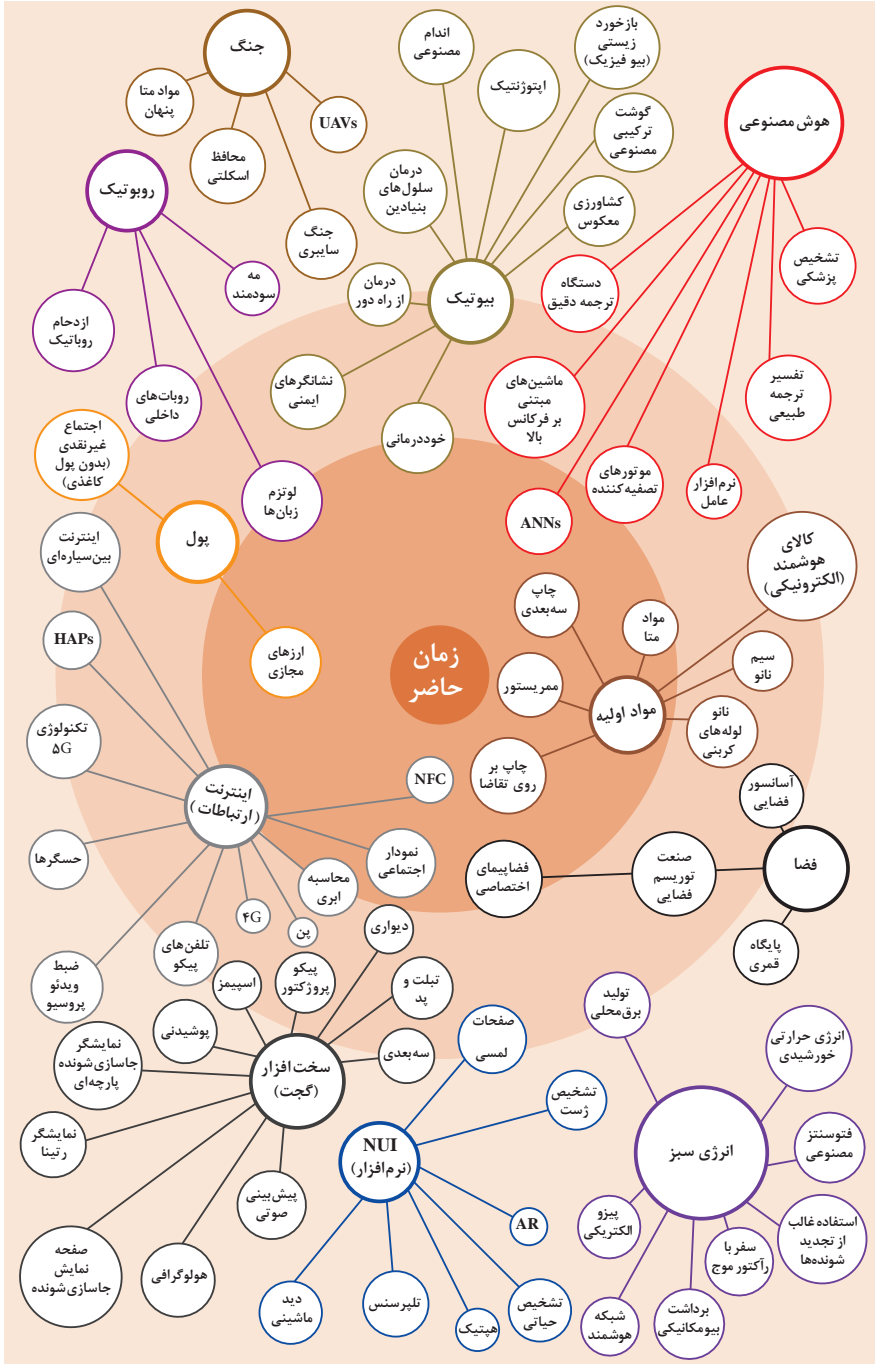 جنگ
مواد متا
پنهان
محافظ
اسکلتی
UAVs
جنگ
سایبری
روبوتیک
مه
سودمند
ازدحام
روباتیک
روبات‌های
داخلی
لوتزم
زبان‌ها
بیوتیک
اندام
مصنوعی
اپتوژنتیک
بازخورد
زیستی
(بیو فیزیک)
گوشت
ترکیبی
مصنوعی
کشاورزی
معکوس
درمان
سلول‌های
بنیادین
درمان
از راه دور
نشانگرهای
ایمنی
خوددرمانی
هوش مصنوعی
تشخیص
پزشکی
دستگاه
ترجمه دقیق
تفسیر
ترجمه
طبیعی
ماشین‌های
مبتنی
بر فرکانس
بالا
موتورهای
تصفیه‌کننده
نرم‌افزار
عامل
ANNs
پول
اجتماع
غیرنقدی
(بدون پول
کاغذی)
ارزهای
مجازی
زمان
حاضر
مواد اولیه
کالای
هوشمند
(الکترونیکی)
چاپ
سه‌بعدی
مواد
متا
سیم
نانو
ممریستور
نانو
لوله‌های
کربنی
چاپ بر
روی تقاضا
اینترنت
(ارتباطات)
اینترنت
بین‌سیاره‌ای
HAPs
تکنولوژی
۵G
حسگرها
ضبط
ویدئو
پروسیو
تلفن‌های
پیکو
۴G
پن
محاسبه
ابری
نمودار
اجتماعی
NFC
فضا
آسانسور
فضایی
صنعت
توریسم
فضایی
فضاپیمای
اختصاصی
پایگاه
قمری
سخت‌افزار
(گجت)
دیواری
پیکو
پروژکتور
اسپیمز
تبلت و
پد
پوشیدنی
سه‌بعدی
نمایشگر
جاسازی‌شونده
پارچه‌ای
نمایشگر
رتینا
صفحه
نمایش
جاسازی‌شونده
هولوگرافی
پیش‌بینی
صوتی
NUI
(نرم‌افزار)
صفحات
لمسی
تشخیص
ژست
AR
تشخیص
حیاتی
هپتیک
تلپرسنس
دید
ماشینی
انرژی سبز
تولید
برق‌محلی
انرژی حرارتی
خورشیدی
فتوسنتز
مصنوعی
استفاده غالب
از تجدید
شونده‌ها
سفر با
رآکتور موج
برداشت
بیومکانیکی
شبکه
هوشمند
پیزو
الکتریکی